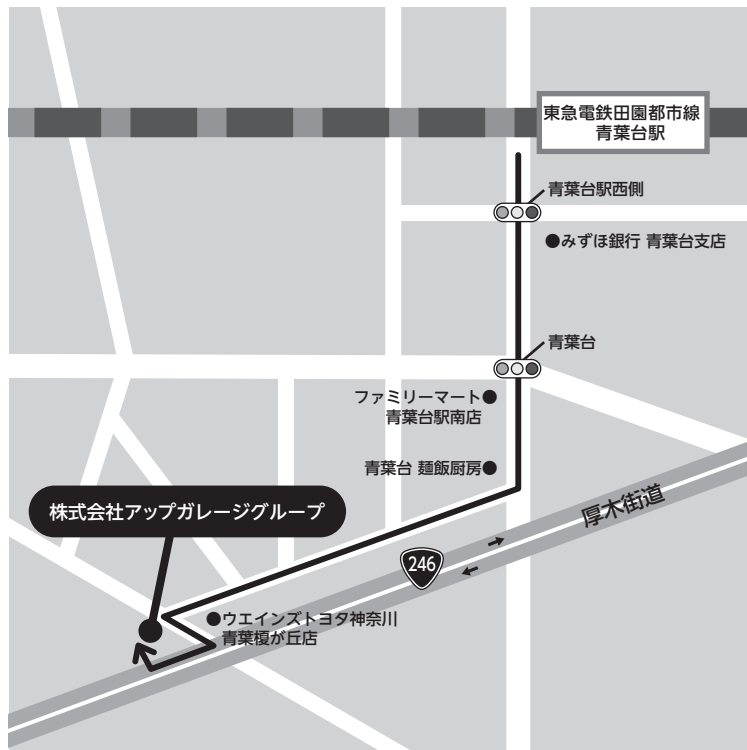 東急電鉄田園都市線
青葉台駅
青葉台駅西側
●みずほ銀行 青葉台支店
青葉台
ファミリーマート●
青葉台駅南店
青葉台 麺飯厨房●
株式会社アップガレージグループ
厚木街道
246
●ウエインズトヨタ神奈川
青葉榎が丘店